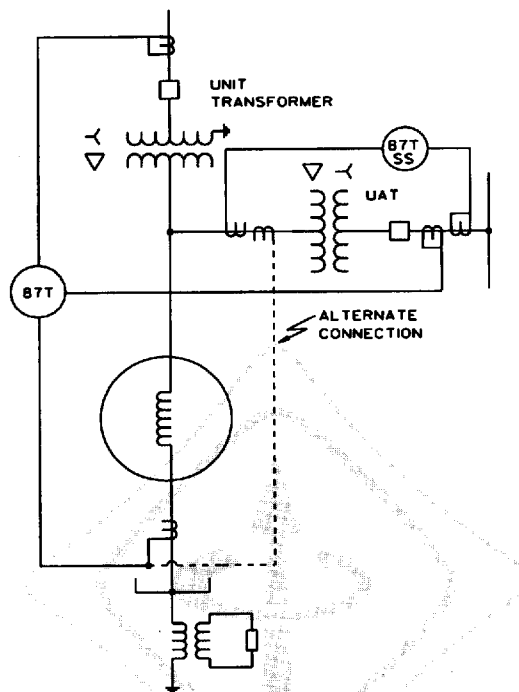 UNIT
TRANSFORMER
87T
SS
UAT
87T
ALTERNATE
CONNECTION